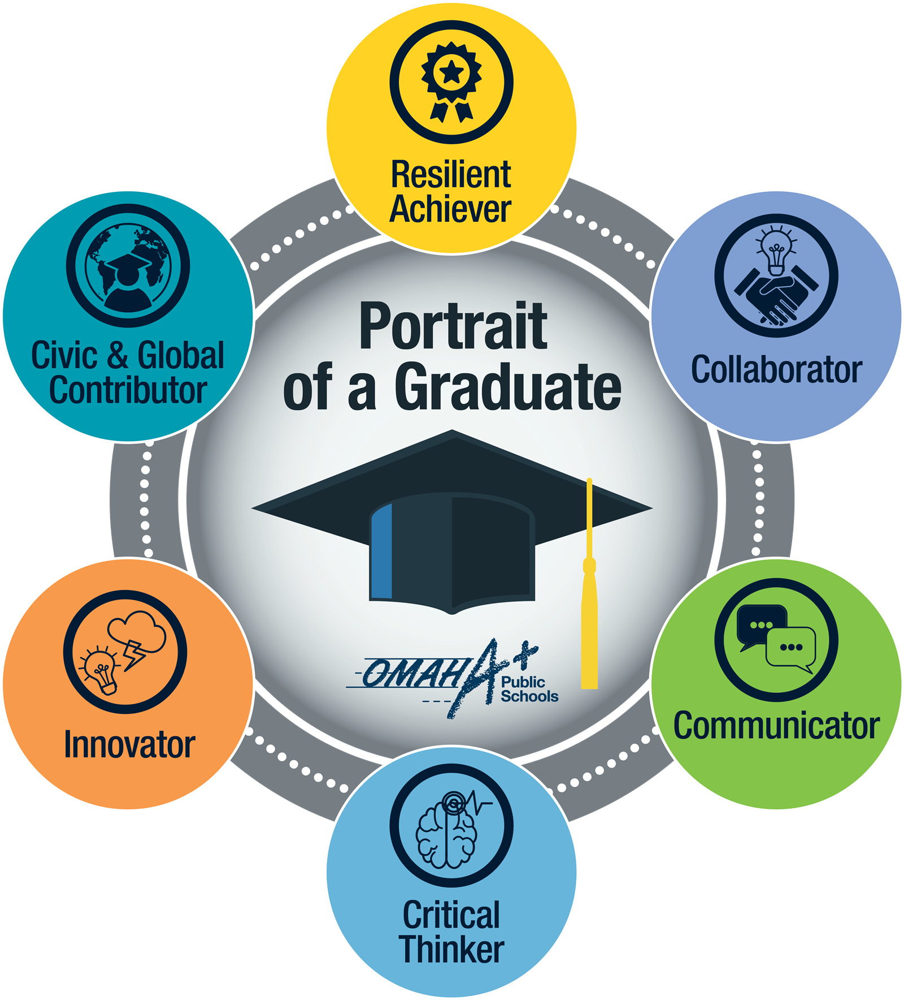 Resilient
Achiever
Civic & Global
Contributor
Collaborator
Portrait
of a Graduate
OMAHA+
Public
Schools
Innovator
Communicator
Critical
Thinker